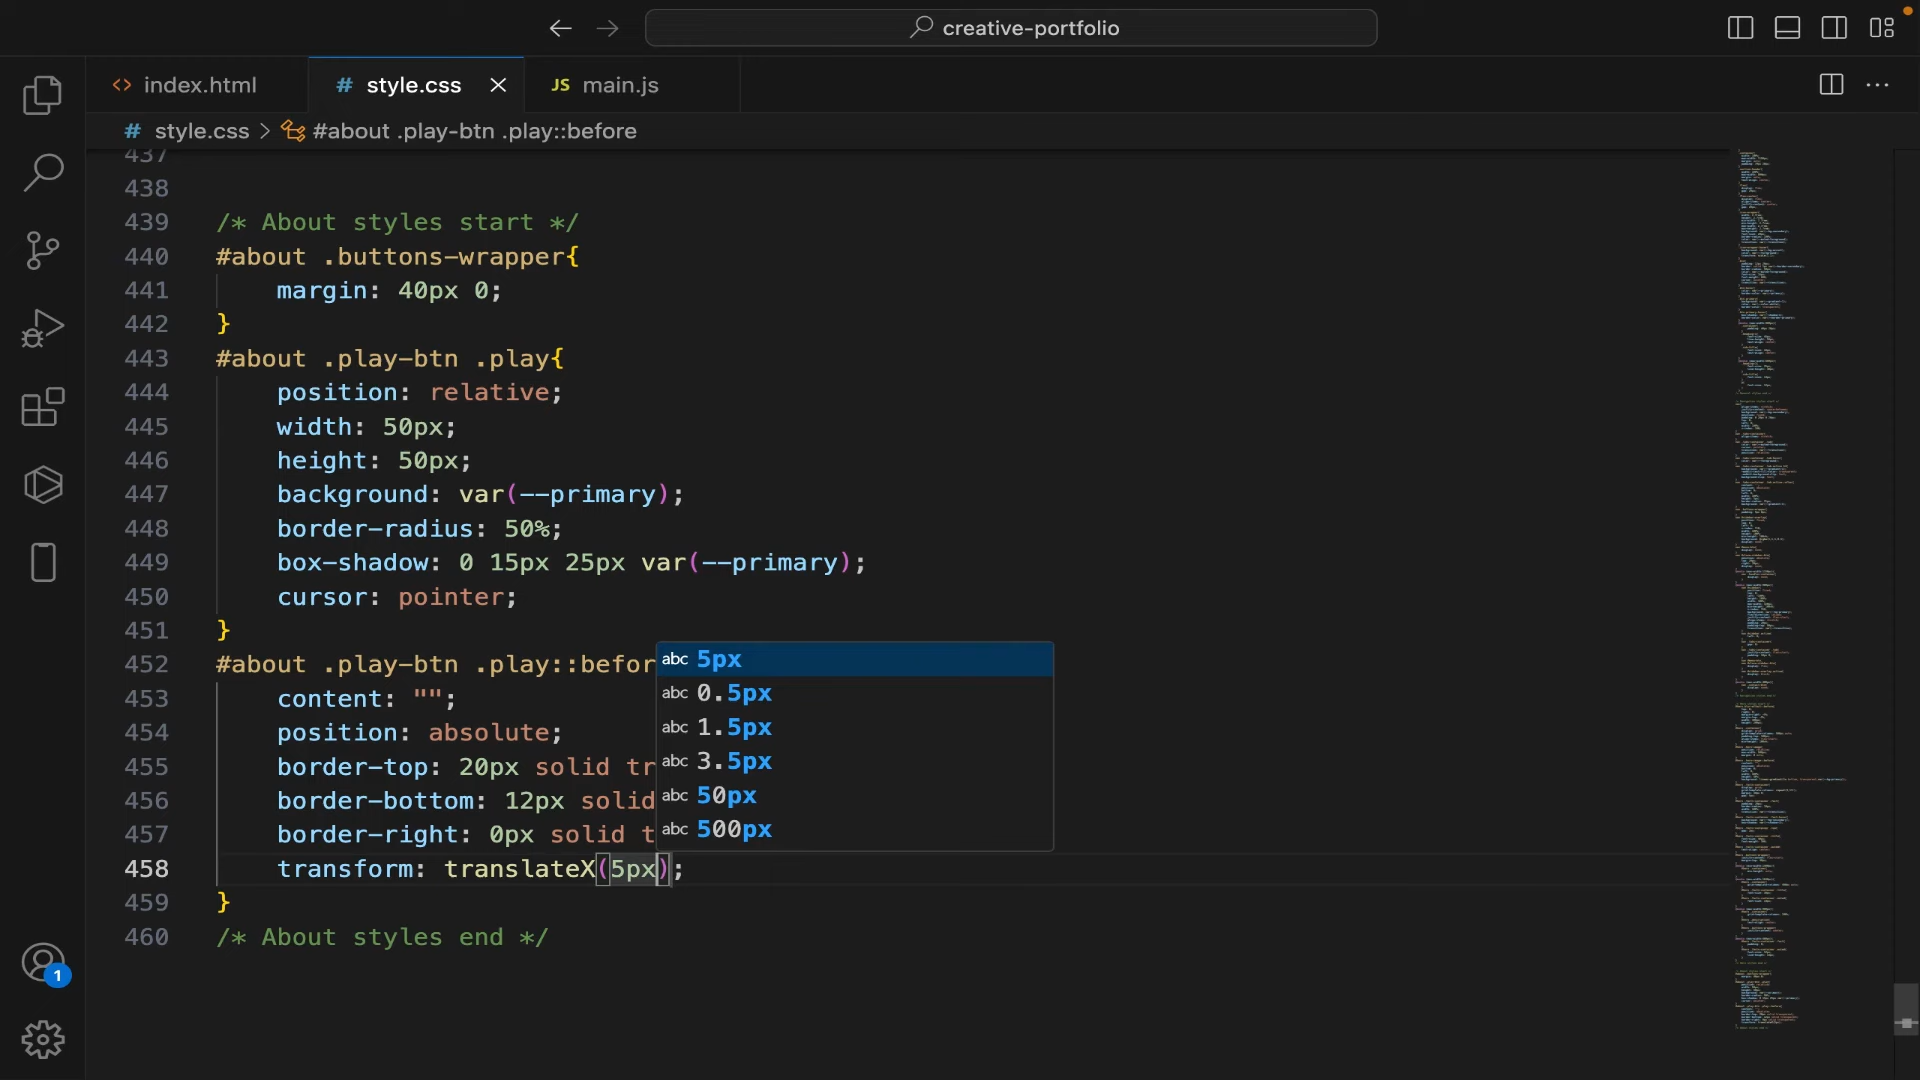 creative-portfolio
<> index.html
# style.css
JS main.js
# style.css > #about .play-btn .play::before
437
438
439 /* About styles start */
440 #about .buttons-wrapper{
441 margin: 40px 0;
442 }
443 #about .play-btn .play{
444 position: relative;
445 width: 50px;
446 height: 50px;
447 background: var(--primary);
448 border-radius: 50%;
449 box-shadow: 0 15px 25px var(--primary);
450 cursor: pointer;
451 }
452 #about .play-btn .play::befor
453 content: "";
454 position: absolute;
455 border-top: 20px solid tr
456 border-bottom: 12px solid
457 border-right: 0px solid t
458 transform: translateX(5px);
459 }
460 /* About styles end */
abc 5px
abc 0.5px
abc 1.5px
abc 3.5px
abc 50px
abc 500px
1